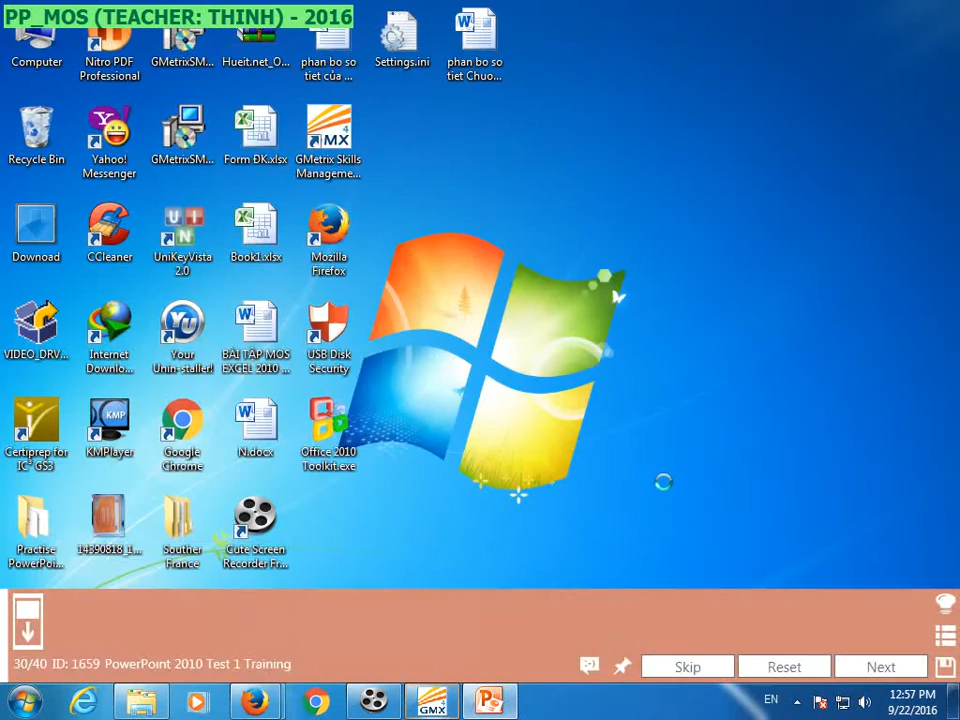 PP_MOS (TEACHER: THINH) - 2016
Computer
Nitro PDF
Professional
GMetrixSM...
Hueit.net_O...
phan bo so
tiet của ...
Settings.ini
phan bo so
tiet Chuo...
MX
4
Recycle Bin
Yahoo!
Messenger
GMetrixSM...
Form ĐK.xlsx
GMetrix Skills
Manageme...
UNI
N
Downoad
CCleaner
UniKeyVista
2.0
Book1.xlsx
Mozilla
Firefox
VIDEO_DRV...
Internet
Downlo...
Your
Unin-staller!
BÀI TẬP MOS
EXCEL 2010 ...
USB Disk
Security
KMP
Certiprep for
IC³ GS3
KMPlayer
Google
Chrome
N.docx
Office 2010
Toolkit.exe
Practise
PowerPoi...
14390818_1...
Souther
France
Cute Screen
Recorder Fr...
30/40 ID: 1659 PowerPoint 2010 Test 1 Training
Skip
Reset
Next
GMX
EN
12:57 PM
9/22/2016